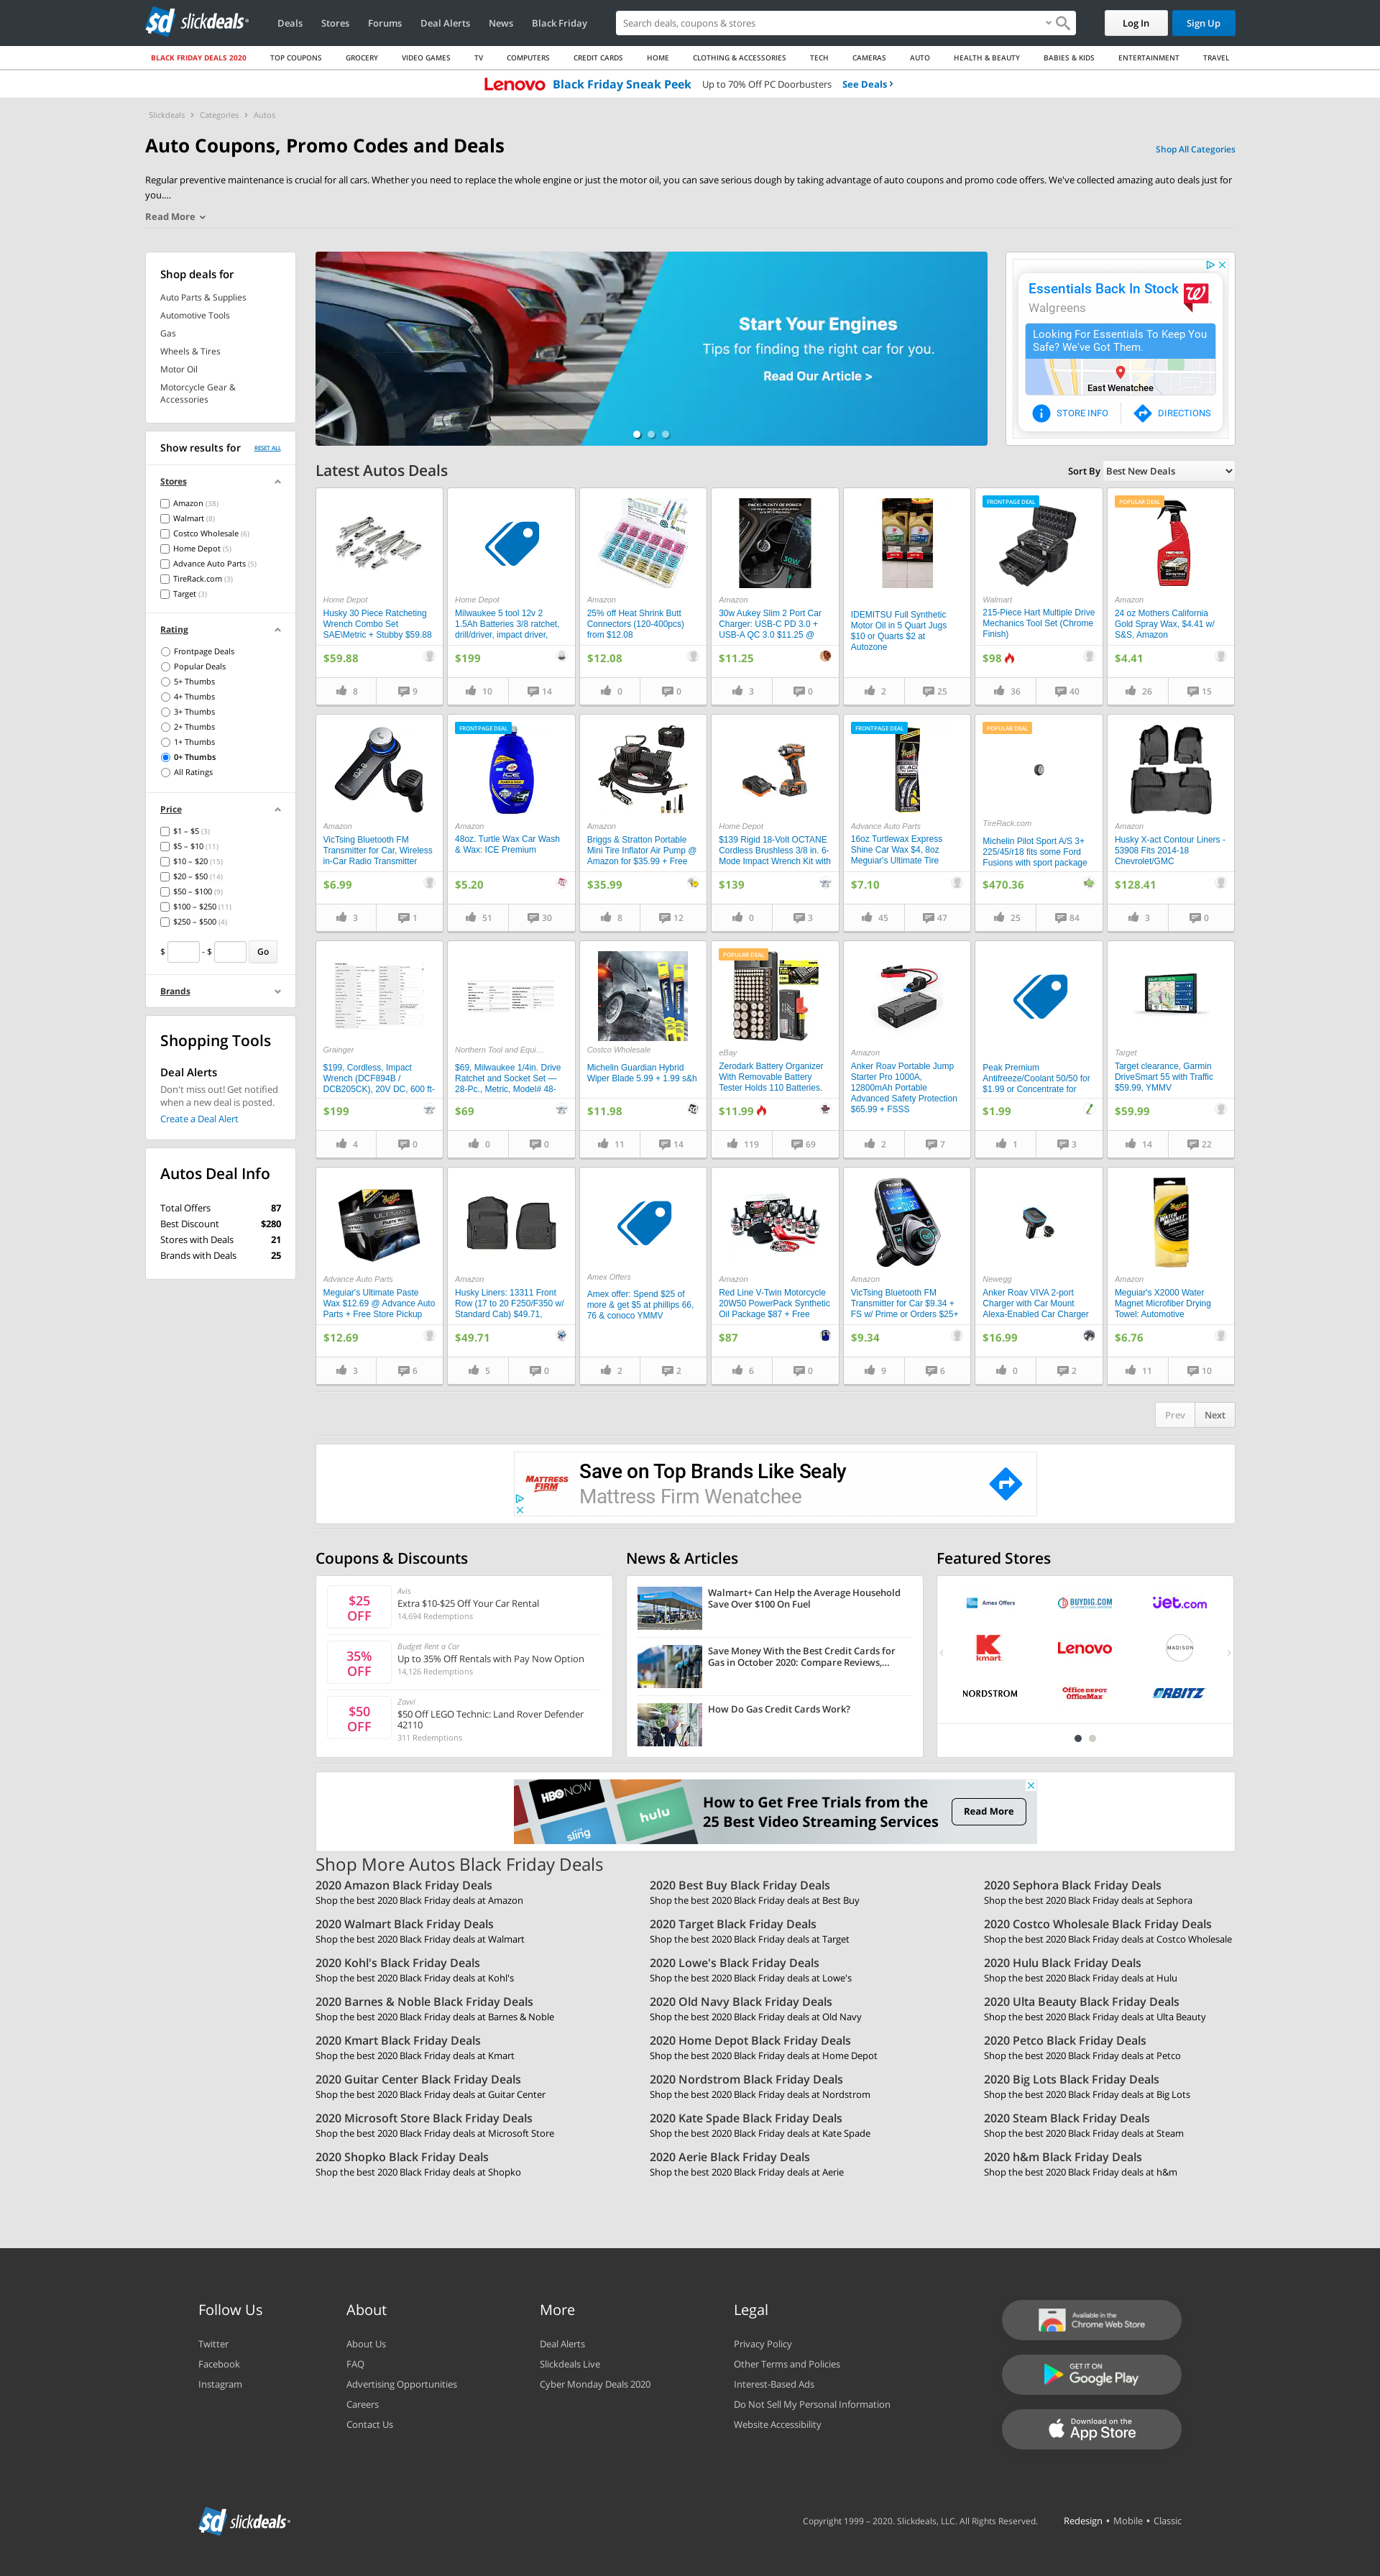 slickdeals
Deals
Stores
Forums
Deal Alerts
News
Black Friday
Search deals, coupons & stores
Log In
Sign Up
BLACK FRIDAY DEALS 2020
TOP COUPONS
GROCERY
VIDEO GAMES
TV
COMPUTERS
CREDIT CARDS
HOME
CLOTHING & ACCESSORIES
TECH
CAMERAS
AUTO
HEALTH & BEAUTY
BABIES & KIDS
ENTERTAINMENT
TRAVEL
Lenovo Black Friday Sneak Peek Up to 70% Off PC Doorbusters See Deals
Slickdeals > Categories > Autos
Auto Coupons, Promo Codes and Deals
Shop All Categories
Regular preventive maintenance is crucial for all cars. Whether you need to replace the whole engine or just the motor oil, you can save serious dough by taking advantage of auto coupons and promo code offers. We've collected amazing auto deals just for
you....
Read More
Shop deals for
Auto Parts & Supplies
Automotive Tools
Gas
Wheels & Tires
Motor Oil
Motorcycle Gear &
Accessories
Start Your Engines
Tips for finding the right car for you.
Read Our Article >
Essentials Back In Stock
Walgreens
Looking For Essentials To Keep You
Safe? We've Got Them.
East Wenatchee
STORE INFO
DIRECTIONS
Show results for
RESET ALL
Stores
Amazon (38)
Walmart (8)
Costco Wholesale (6)
Home Depot (5)
Advance Auto Parts (5)
TireRack.com (3)
Target (3)
Rating
Frontpage Deals
Popular Deals
5+ Thumbs
4+ Thumbs
3+ Thumbs
2+ Thumbs
1+ Thumbs
0+ Thumbs
All Ratings
Price
$1 – $5 (3)
$5 – $10 (11)
$10 – $20 (15)
$20 – $50 (14)
$50 – $100 (9)
$100 – $250 (11)
$250 – $500 (4)
$ - $ Go
Brands
Shopping Tools
Deal Alerts
Don't miss out! Get notified
when a new deal is posted.
Create a Deal Alert
Autos Deal Info
Total Offers 87
Best Discount $280
Stores with Deals 21
Brands with Deals 25
Latest Autos Deals
Sort By Best New Deals
Home Depot
Husky 30 Piece Ratcheting
Wrench Combo Set
SAE\Metric + Stubby $59.88
$59.88
8 9
Home Depot
Milwaukee 5 tool 12v 2
1.5Ah Batteries 3/8 ratchet,
drill/driver, impact driver,
$199
10 14
Amazon
25% off Heat Shrink Butt
Connectors (120-400pcs)
from $12.08
$12.08
0 0
PACKS PLENTY OF POWER
30W
Amazon
30w Aukey Slim 2 Port Car
Charger: USB-C PD 3.0 +
USB-A QC 3.0 $11.25 @
$11.25
3 0
IDEMITSU Full Synthetic
Motor Oil in 5 Quart Jugs
$10 or Quarts $2 at
Autozone
2 25
FRONTPAGE DEAL
Walmart
215-Piece Hart Multiple Drive
Mechanics Tool Set (Chrome
Finish)
$98
36 40
POPULAR DEAL
Amazon
24 oz Mothers California
Gold Spray Wax, $4.41 w/
S&S, Amazon
$4.41
26 15
Amazon
VicTsing Bluetooth FM
Transmitter for Car, Wireless
in-Car Radio Transmitter
$6.99
3 1
FRONTPAGE DEAL
ICE
Amazon
48oz. Turtle Wax Car Wash
& Wax: ICE Premium
$5.20
51 30
Amazon
Briggs & Stratton Portable
Mini Tire Inflator Air Pump @
Amazon for $35.99 + Free
$35.99
8 12
Home Depot
$139 Rigid 18-Volt OCTANE
Cordless Brushless 3/8 in. 6-
Mode Impact Wrench Kit with
$139
0 3
FRONTPAGE DEAL
BLACK
Advance Auto Parts
16oz Turtlewax Express
Shine Car Wax $4, 8oz
Meguiar's Ultimate Tire
$7.10
45 47
POPULAR DEAL
TireRack.com
Michelin Pilot Sport A/S 3+
225/45/r18 fits some Ford
Fusions with sport package
$470.36
25 84
Amazon
Husky X-act Contour Liners -
53908 Fits 2014-18
Chevrolet/GMC
$128.41
3 0
Grainger
$199, Cordless, Impact
Wrench (DCF894B /
DCB205CK), 20V DC, 600 ft-
$199
4 0
Northern Tool and Equi...
$69, Milwaukee 1/4in. Drive
Ratchet and Socket Set —
28-Pc., Metric, Model# 48-
$69
0 0
Costco Wholesale
Michelin Guardian Hybrid
Wiper Blade 5.99 + 1.99 s&h
$11.98
11 14
POPULAR DEAL
eBay
Zerodark Battery Organizer
With Removable Battery
Tester Holds 110 Batteries.
$11.99
119 69
Amazon
Anker Roav Portable Jump
Starter Pro 1000A,
12800mAh Portable
Advanced Safety Protection
$65.99 + FSSS
2 7
Peak Premium
Antifreeze/Coolant 50/50 for
$1.99 or Concentrate for
$1.99
1 3
Target
Target clearance, Garmin
DriveSmart 55 with Traffic
$59.99, YMMV
$59.99
14 22
ULTIMATE
Advance Auto Parts
Meguiar's Ultimate Paste
Wax $12.69 @ Advance Auto
Parts + Free Store Pickup
$12.69
3 6
Amazon
Husky Liners: 13311 Front
Row (17 to 20 F250/F350 w/
Standard Cab) $49.71,
$49.71
5 0
Amex Offers
Amex offer: Spend $25 of
more & get $5 at phillips 66,
76 & conoco YMMV
2 2
Amazon
Red Line V-Twin Motorcycle
20W50 PowerPack Synthetic
Oil Package $87 + Free
$87
6 0
Amazon
VicTsing Bluetooth FM
Transmitter for Car $9.34 +
FS w/ Prime or Orders $25+
$9.34
9 6
Newegg
Anker Roav VIVA 2-port
Charger with Car Mount
Alexa-Enabled Car Charger
$16.99
0 2
WATER MAGNET
Amazon
Meguiar's X2000 Water
Magnet Microfiber Drying
Towel: Automotive
$6.76
11 10
Prev Next
MATTRESS FIRM
Save on Top Brands Like Sealy
Mattress Firm Wenatchee
Coupons & Discounts
$25 OFF
Avis
Extra $10-$25 Off Your Car Rental
14,694 Redemptions
35% OFF
Budget Rent a Car
Up to 35% Off Rentals with Pay Now Option
14,126 Redemptions
$50 OFF
Zavvi
$50 Off LEGO Technic: Land Rover Defender
42110
311 Redemptions
News & Articles
Walmart+ Can Help the Average Household
Save Over $100 On Fuel
Save Money With the Best Credit Cards for
Gas in October 2020: Compare Reviews,...
How Do Gas Credit Cards Work?
Featured Stores
Amex Offers
BUYDIG.COM
Jet.com
kmart
Lenovo
MADISON
NORDSTROM
Office DEPOT OfficeMax
ORBITZ
HBO NOW
hulu
sling
How to Get Free Trials from the
25 Best Video Streaming Services
Read More
Shop More Autos Black Friday Deals
2020 Amazon Black Friday Deals
Shop the best 2020 Black Friday deals at Amazon
2020 Best Buy Black Friday Deals
Shop the best 2020 Black Friday deals at Best Buy
2020 Sephora Black Friday Deals
Shop the best 2020 Black Friday deals at Sephora
2020 Walmart Black Friday Deals
Shop the best 2020 Black Friday deals at Walmart
2020 Target Black Friday Deals
Shop the best 2020 Black Friday deals at Target
2020 Costco Wholesale Black Friday Deals
Shop the best 2020 Black Friday deals at Costco Wholesale
2020 Kohl's Black Friday Deals
Shop the best 2020 Black Friday deals at Kohl's
2020 Lowe's Black Friday Deals
Shop the best 2020 Black Friday deals at Lowe's
2020 Hulu Black Friday Deals
Shop the best 2020 Black Friday deals at Hulu
2020 Barnes & Noble Black Friday Deals
Shop the best 2020 Black Friday deals at Barnes & Noble
2020 Old Navy Black Friday Deals
Shop the best 2020 Black Friday deals at Old Navy
2020 Ulta Beauty Black Friday Deals
Shop the best 2020 Black Friday deals at Ulta Beauty
2020 Kmart Black Friday Deals
Shop the best 2020 Black Friday deals at Kmart
2020 Home Depot Black Friday Deals
Shop the best 2020 Black Friday deals at Home Depot
2020 Petco Black Friday Deals
Shop the best 2020 Black Friday deals at Petco
2020 Guitar Center Black Friday Deals
Shop the best 2020 Black Friday deals at Guitar Center
2020 Nordstrom Black Friday Deals
Shop the best 2020 Black Friday deals at Nordstrom
2020 Big Lots Black Friday Deals
Shop the best 2020 Black Friday deals at Big Lots
2020 Microsoft Store Black Friday Deals
Shop the best 2020 Black Friday deals at Microsoft Store
2020 Kate Spade Black Friday Deals
Shop the best 2020 Black Friday deals at Kate Spade
2020 Steam Black Friday Deals
Shop the best 2020 Black Friday deals at Steam
2020 Shopko Black Friday Deals
Shop the best 2020 Black Friday deals at Shopko
2020 Aerie Black Friday Deals
Shop the best 2020 Black Friday deals at Aerie
2020 h&m Black Friday Deals
Shop the best 2020 Black Friday deals at h&m
Follow Us
Twitter
Facebook
Instagram
About
About Us
FAQ
Advertising Opportunities
Careers
Contact Us
More
Deal Alerts
Slickdeals Live
Cyber Monday Deals 2020
Legal
Privacy Policy
Other Terms and Policies
Interest-Based Ads
Do Not Sell My Personal Information
Website Accessibility
Available in the
Chrome Web Store
GET IT ON
Google Play
Download on the
App Store
slickdeals
Copyright 1999 – 2020. Slickdeals, LLC. All Rights Reserved.
Redesign • Mobile • Classic